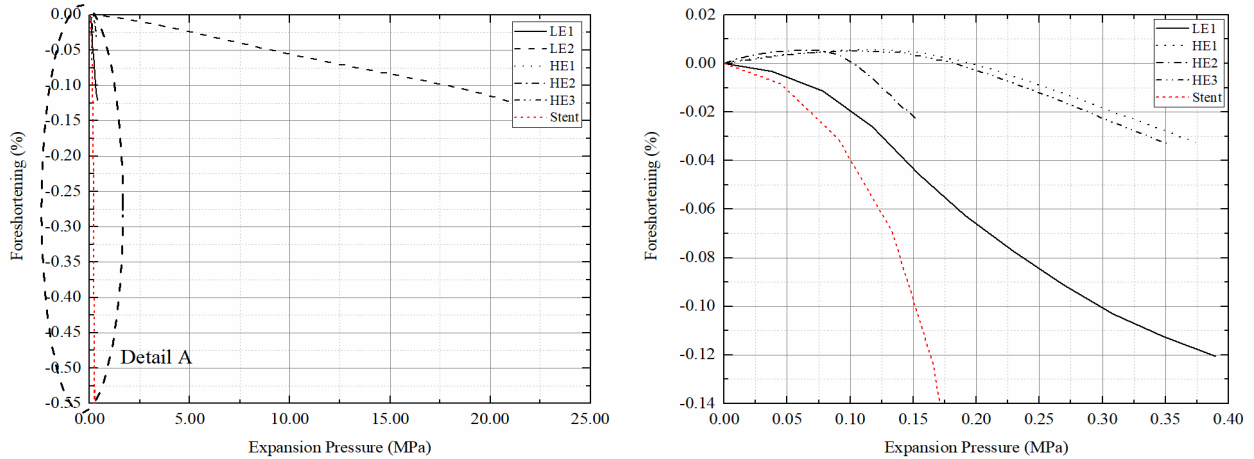 0.00
-0.05
-0.10
-0.15
-0.20
-0.25
-0.30
-0.35
-0.40
-0.45
-0.50
-0.55
Foreshortening (%)
0.00 5.00 10.00 15.00 20.00 25.00
Expansion Pressure (MPa)
LE1
LE2
HE1
HE2
HE3
Stent
Detail A
0.02
0.00
-0.02
-0.04
-0.06
-0.08
-0.10
-0.12
-0.14
Foreshortening (%)
0.00 0.05 0.10 0.15 0.20 0.25 0.30 0.35 0.40
Expansion Pressure (MPa)
LE1
HE1
HE2
HE3
Stent